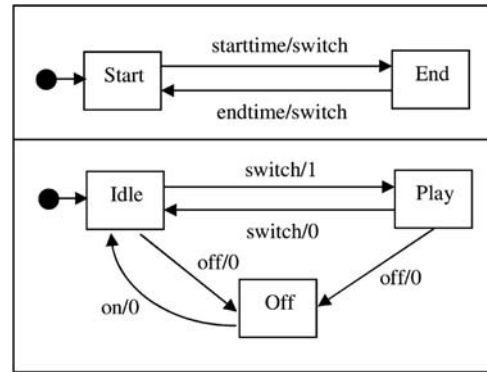 starttime/switch
Start
End
endtime/switch
switch/1
Idle
Play
switch/0
off/0
off/0
on/0
Off